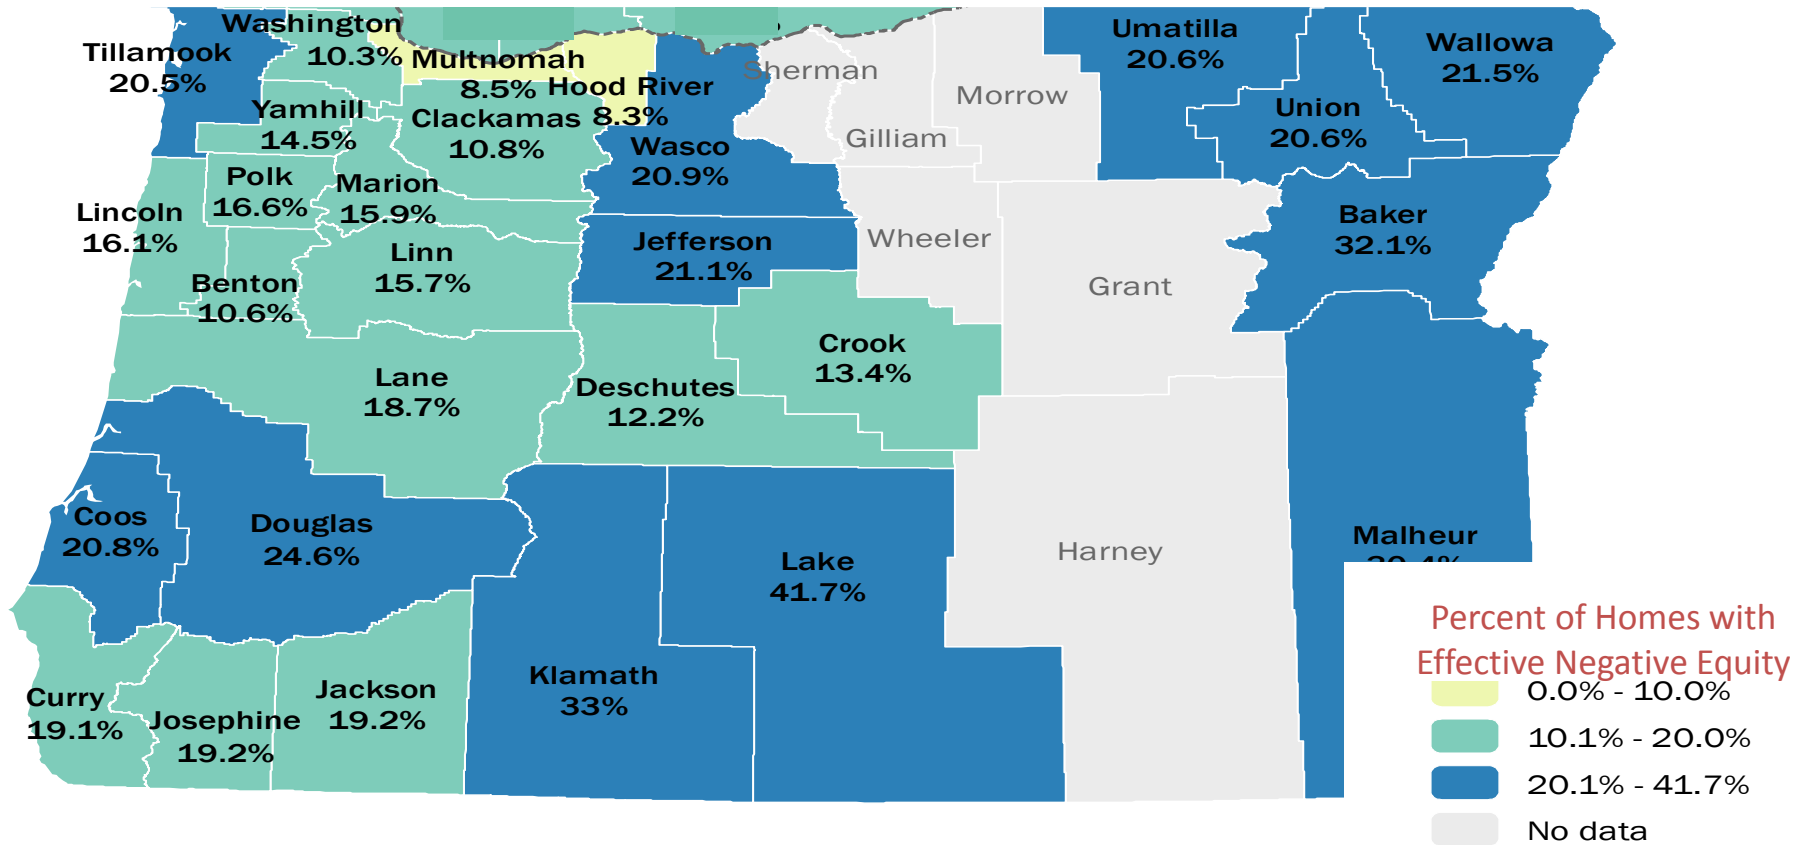 Washington
10.3%
Tillamook
20.5%
Multnomah
8.5%
Hood River
8.3%
Sherman
Gilliam
Morrow
Umatilla
20.6%
Union
20.6%
Wallowa
21.5%
Yamhill
14.5%
Clackamas
10.8%
Wasco
20.9%
Polk
16.6%
Marion
15.9%
Lincoln
16.1%
Linn
15.7%
Benton
10.6%
Jefferson
21.1%
Wheeler
Grant
Baker
32.1%
Lane
18.7%
Deschutes
12.2%
Crook
13.4%
Coos
20.8%
Douglas
24.6%
Lake
41.7%
Harney
Malheur
Curry
19.1%
Josephine
19.2%
Jackson
19.2%
Klamath
33%
Percent of Homes with
Effective Negative Equity
0.0% - 10.0%
10.1% - 20.0%
20.1% - 41.7%
No data